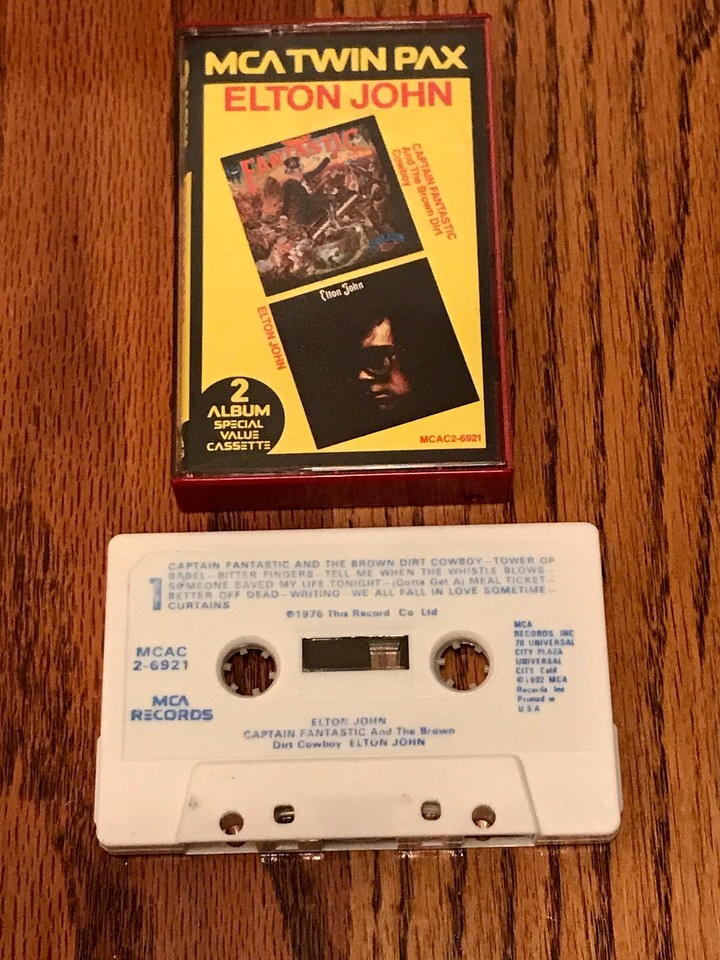 MCA TWIN PAX
ELTON JOHN
FANTASTIC
CAPTAIN FANTASTIC
And The Brown Dirt
Cowboy
Elton John
ELTON JOHN
2
ALBUM
SPECIAL
VALUE
CASSETTE
MCAC2-6921
1
CAPTAIN FANTASTIC AND THE BROWN DIRT COWBOY—TOWER OF
BABEL—BITTER FINGERS—TELL ME WHEN THE WHISTLE BLOWS—
SOMEONE SAVED MY LIFE TONIGHT—(Gotta Get A) MEAL TICKET—
BETTER OFF DEAD—WRITING—WE ALL FALL IN LOVE SOMETIME—
CURTAINS
℗1976 This Record Co Ltd
MCAC
2-6921
MCA
RECORDS
MCA
RECORDS, INC
70 UNIVERSAL
CITY PLAZA
UNIVERSAL
CITY, Calif
©1982 MCA
Records Inc
Printed in
U S A
ELTON JOHN
CAPTAIN FANTASTIC And The Brown
Dirt Cowboy ELTON JOHN